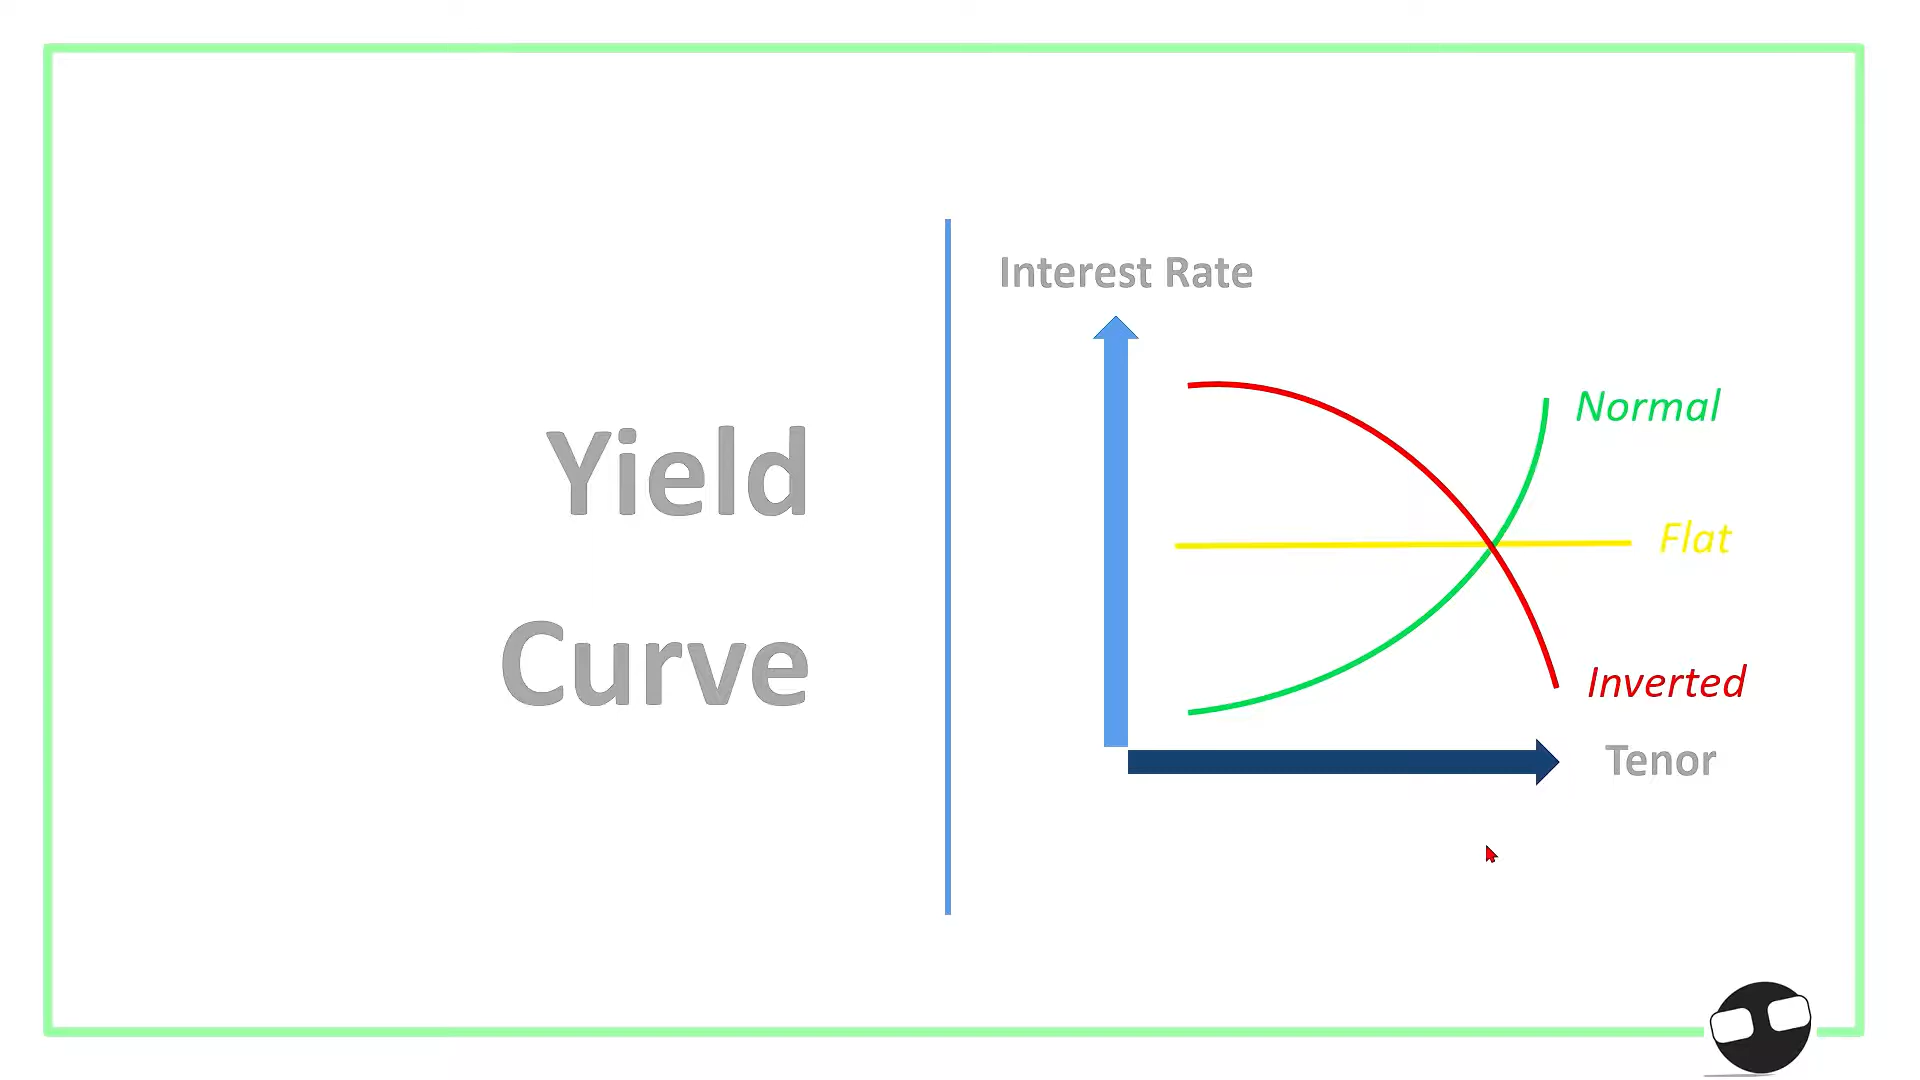 Yield
Curve
Interest Rate
Normal
Flat
Inverted
Tenor